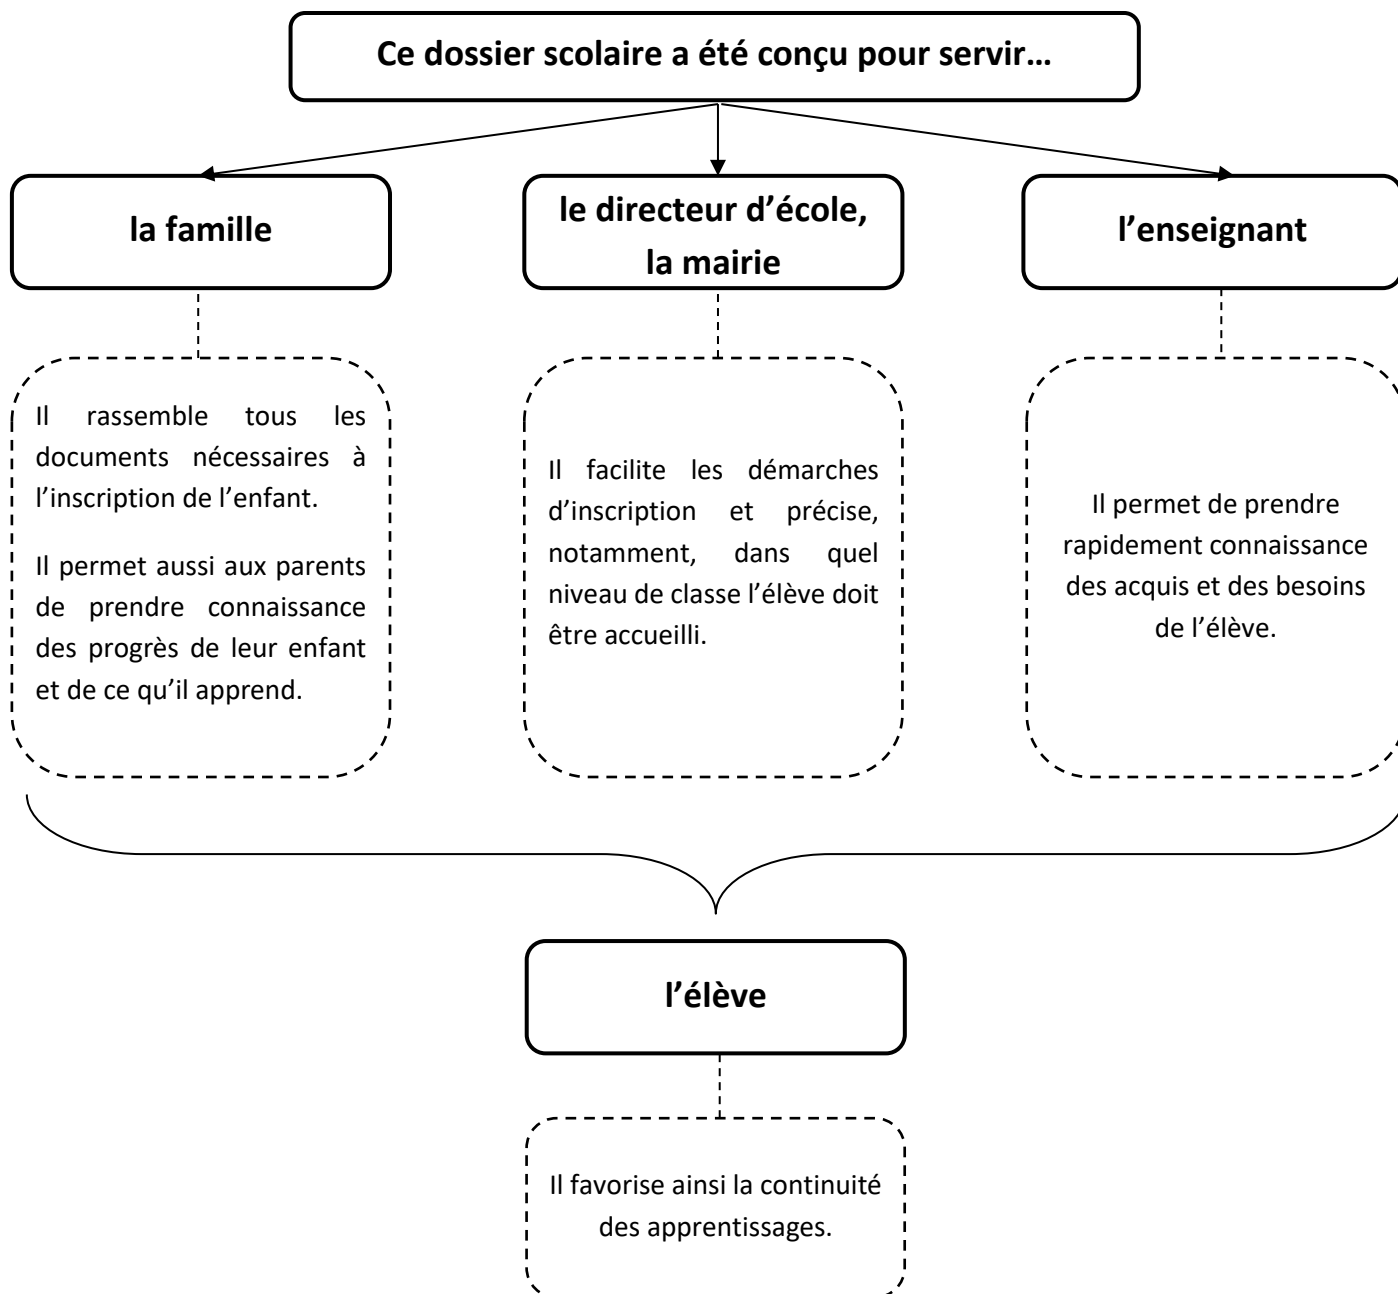 Ce dossier scolaire a été conçu pour servir…
la famille
le directeur d’école,
la mairie
l’enseignant
Il rassemble tous les
documents nécessaires à
l’inscription de l’enfant.
Il permet aussi aux parents
de prendre connaissance
des progrès de leur enfant
et de ce qu’il apprend.
Il facilite les démarches
d’inscription et précise,
notamment, dans quel
niveau de classe l’élève doit
être accueilli.
Il permet de prendre
rapidement connaissance
des acquis et des besoins
de l’élève.
l’élève
Il favorise ainsi la continuité
des apprentissages.